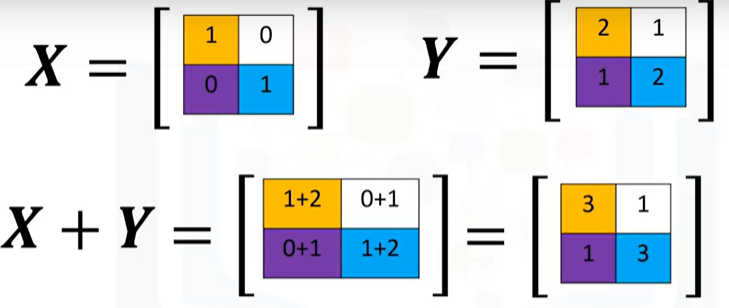 X = [ 1 0 Y = [ 2 1
0 1 ] 1 2 ]
X + Y = [ 1+2 0+1 = [ 3 1
0+1 1+2 ] 1 3 ]